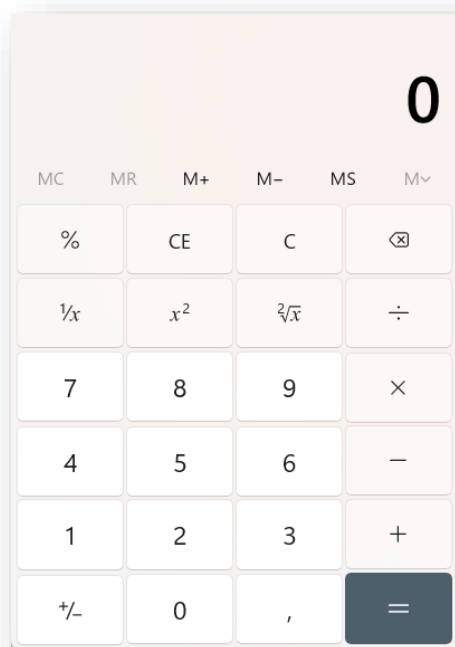 0
MC MR M+ M− MS M˅
% CE C ⌫
⅟x x² ²√x ÷
7 8 9 ×
4 5 6 −
1 2 3 +
+/− 0 , =